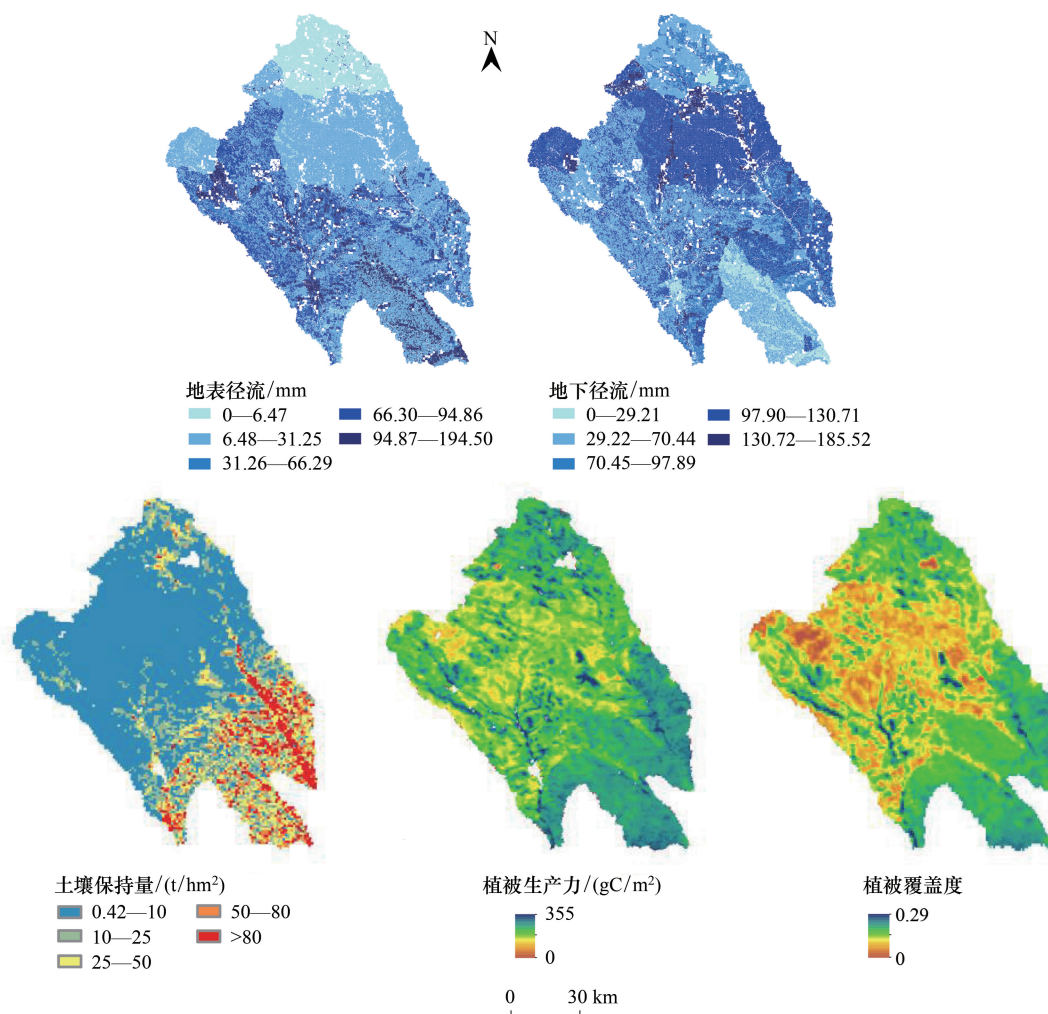 N
地表径流/mm
0—6.47
66.30—94.86
6.48—31.25
94.87—194.50
31.26—66.29
地下径流/mm
0—29.21
97.90—130.71
29.22—70.44
130.72—185.52
70.45—97.89
土壤保持量/(t/hm²)
0.42—10
50—80
10—25
>80
25—50
植被生产力/(gC/m²)
355
0
植被覆盖度
0.29
0
0 30 km